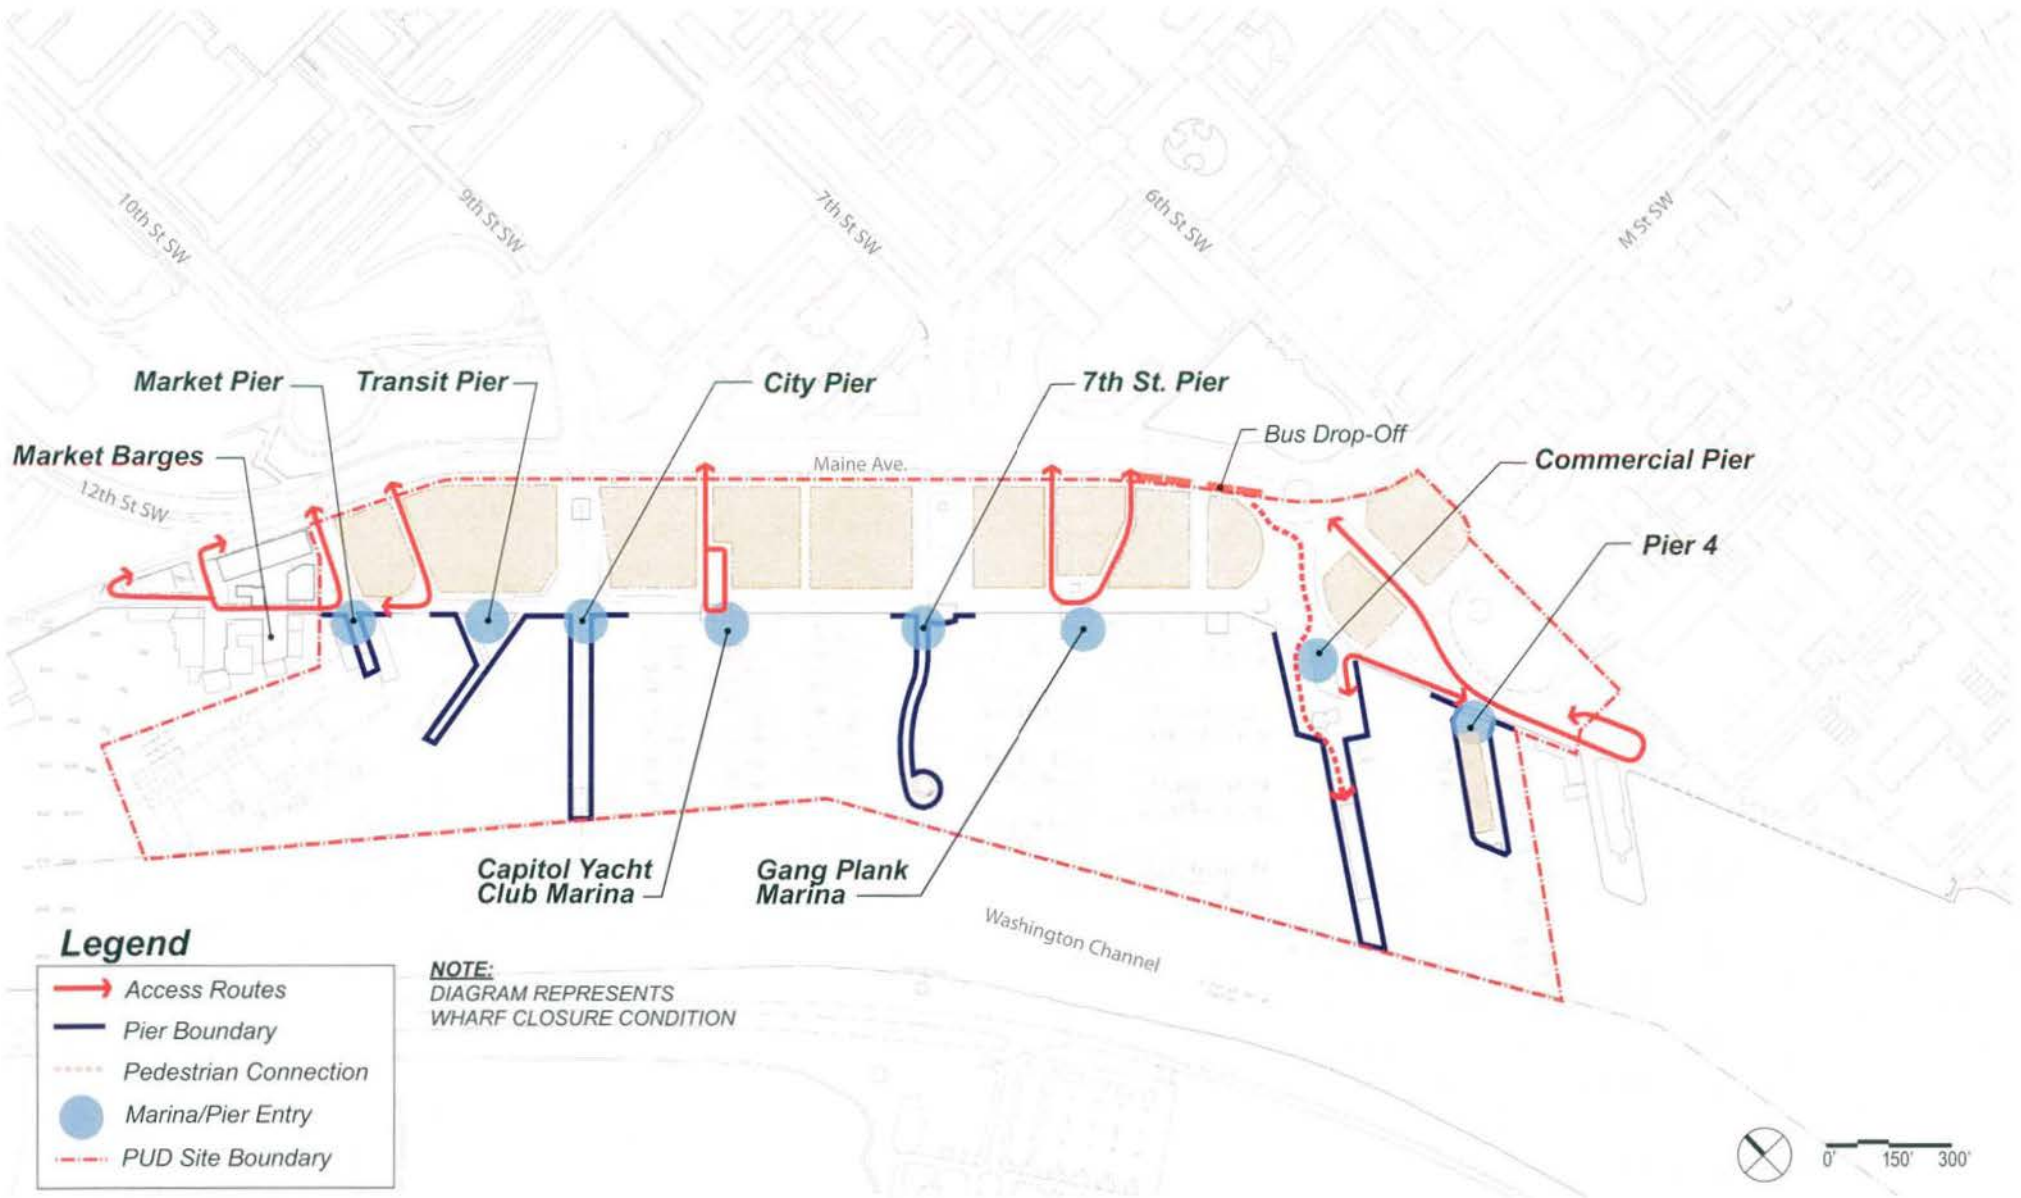 10th St SW
9th St SW
7th St SW
6th St SW
M St SW
Market Pier
Transit Pier
City Pier
7th St. Pier
Bus Drop-Off
Market Barges
Maine Ave.
Commercial Pier
12th St SW
Pier 4
Capitol Yacht
Club Marina
Gang Plank
Marina
Washington Channel
Legend
Access Routes
Pier Boundary
Pedestrian Connection
Marina/Pier Entry
PUD Site Boundary
NOTE:
DIAGRAM REPRESENTS
WHARF CLOSURE CONDITION
0' 150' 300'